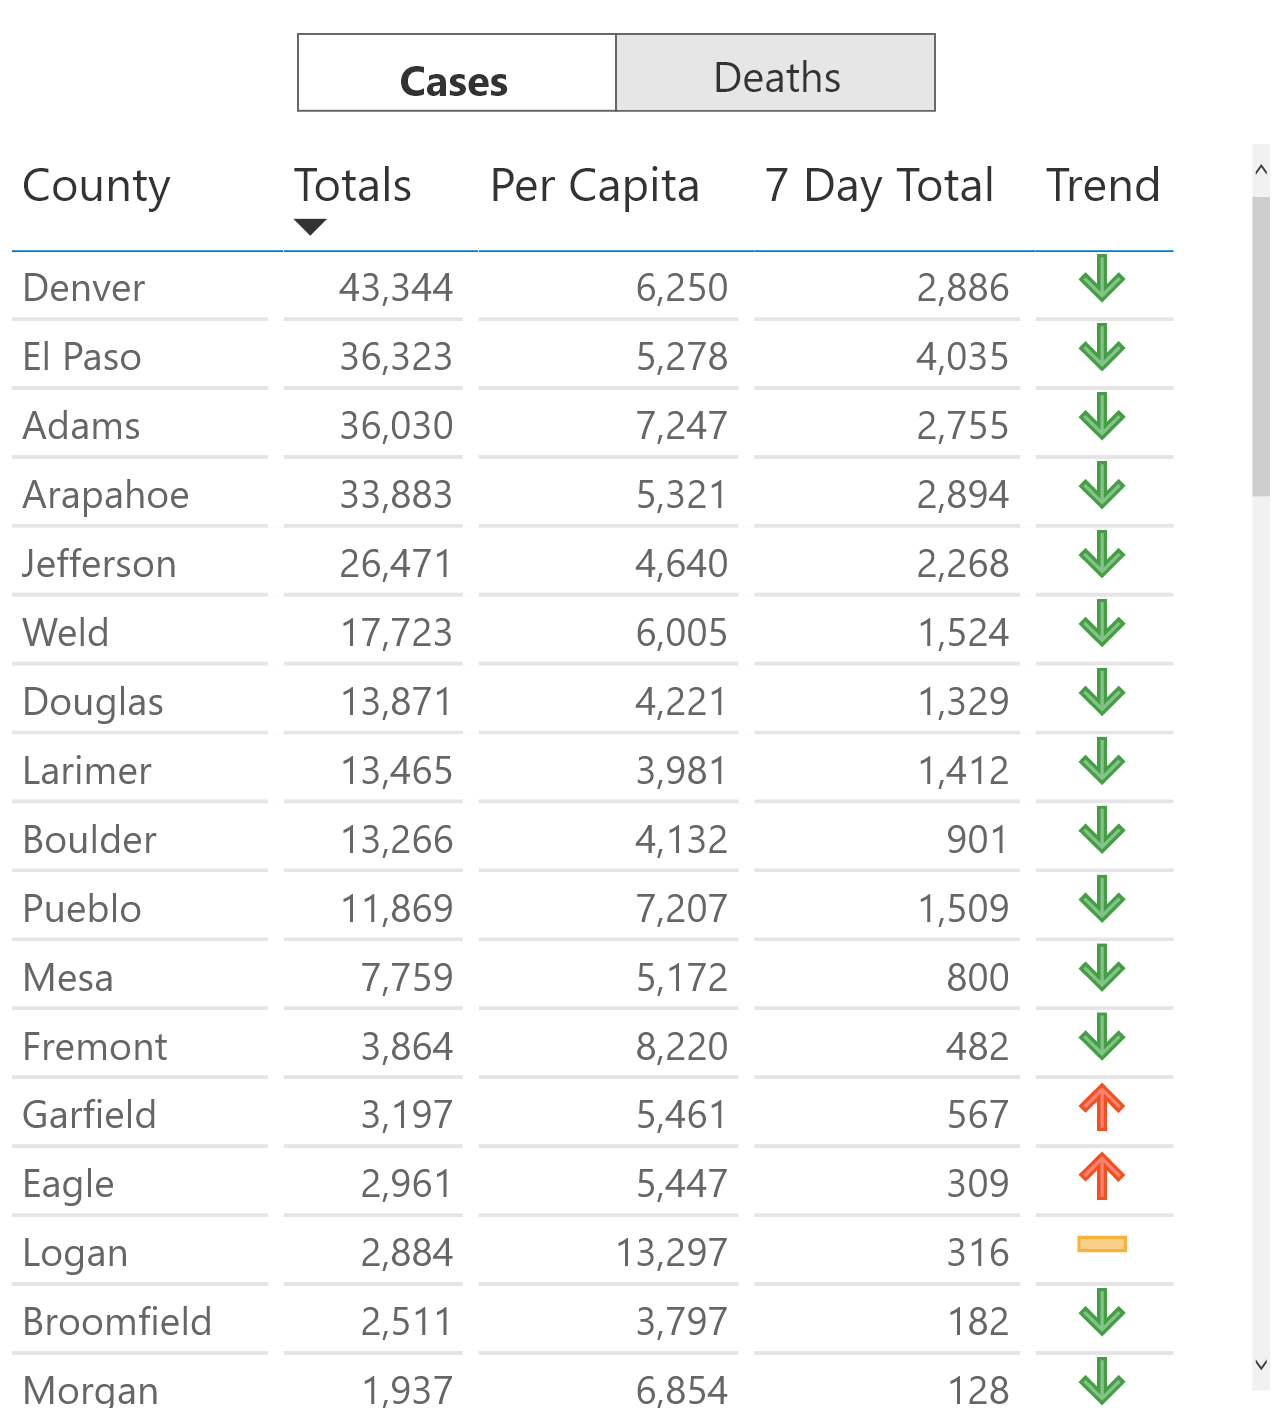 Cases Deaths
County Totals Per Capita 7 Day Total Trend
Denver 43,344 6,250 2,886
El Paso 36,323 5,278 4,035
Adams 36,030 7,247 2,755
Arapahoe 33,883 5,321 2,894
Jefferson 26,471 4,640 2,268
Weld 17,723 6,005 1,524
Douglas 13,871 4,221 1,329
Larimer 13,465 3,981 1,412
Boulder 13,266 4,132 901
Pueblo 11,869 7,207 1,509
Mesa 7,759 5,172 800
Fremont 3,864 8,220 482
Garfield 3,197 5,461 567
Eagle 2,961 5,447 309
Logan 2,884 13,297 316
Broomfield 2,511 3,797 182
Morgan 1,937 6,854 128